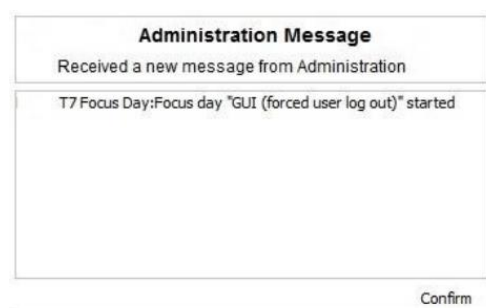 Administration Message
Received a new message from Administration
T7 Focus Day:Focus day "GUI (forced user log out)" started
Confirm